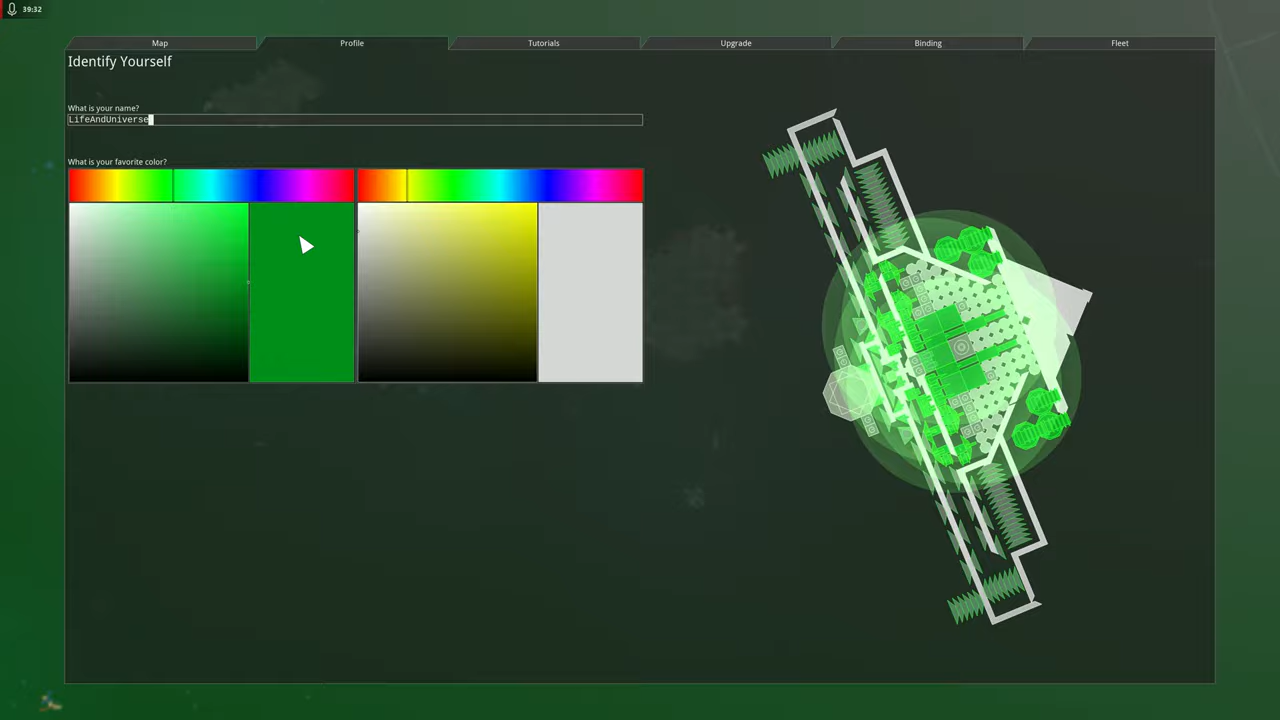 39:32
Map
Profile
Tutorials
Upgrade
Binding
Fleet
Identify Yourself
What is your name?
LifeAndUniverse
What is your favorite color?